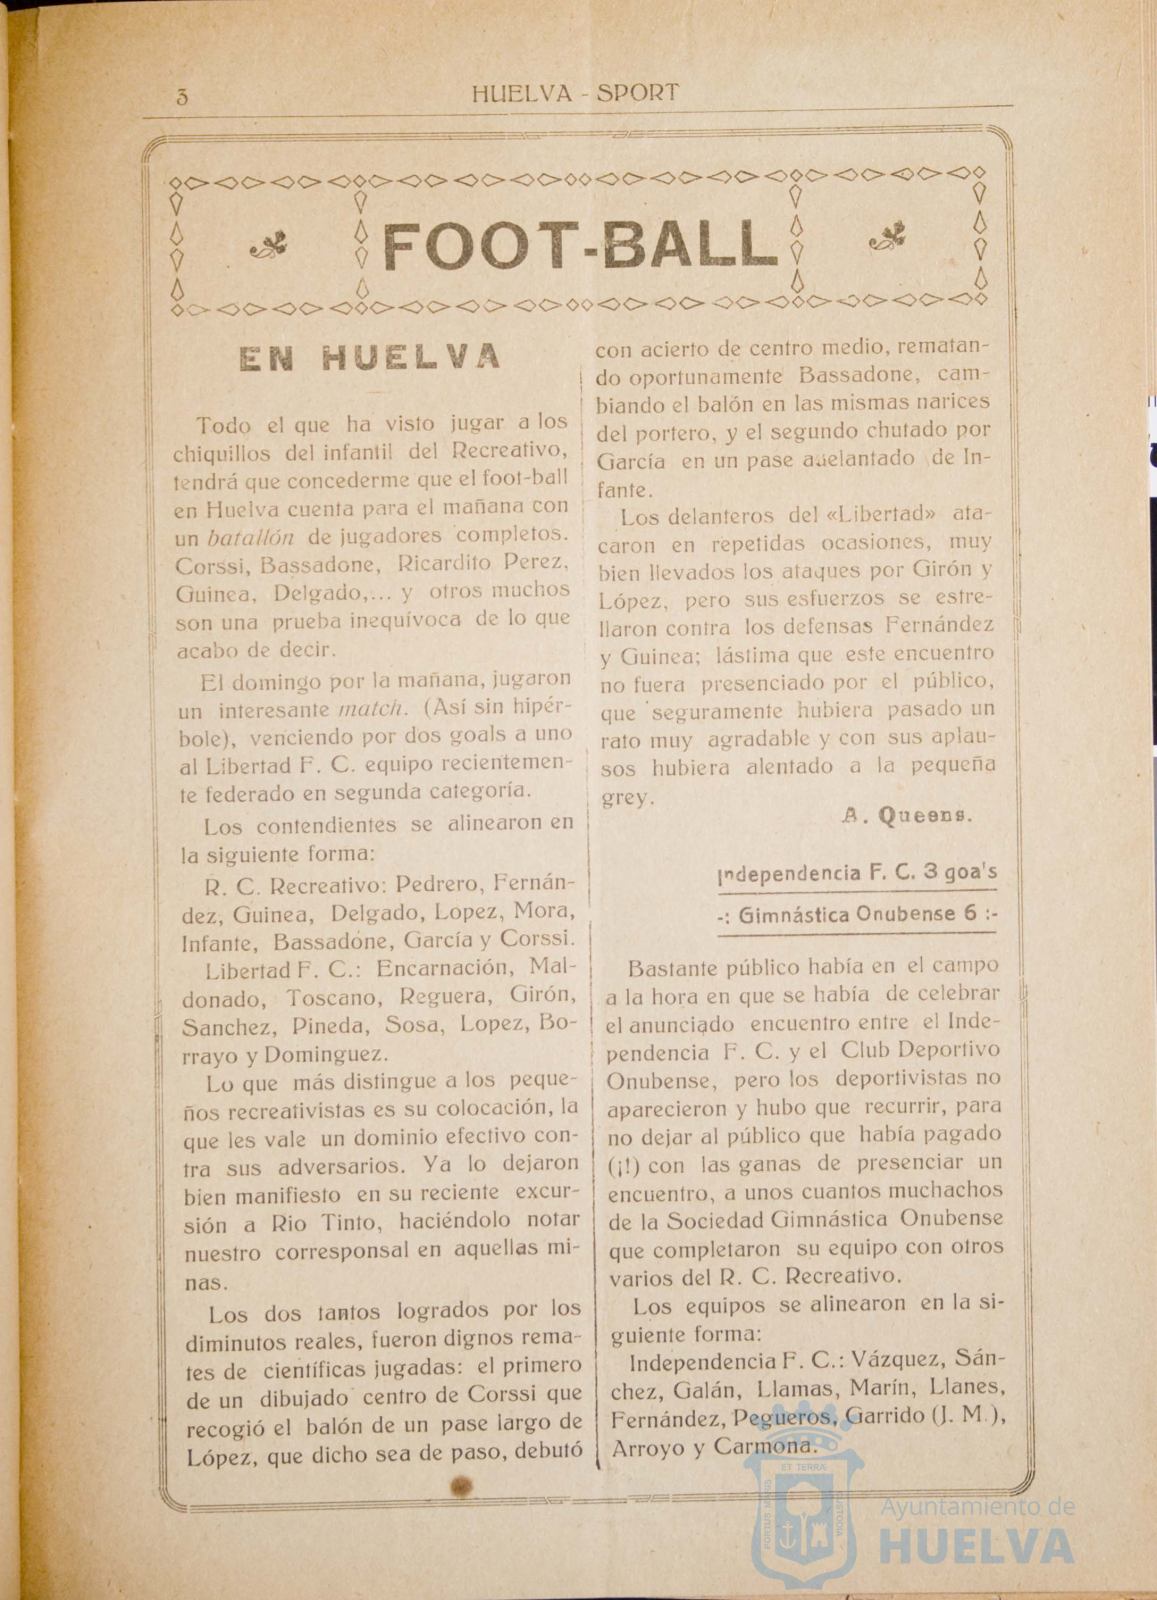 3
HUELVA - SPORT
FOOT-BALL
EN HUELVA
Todo el que ha visto jugar a los
chiquillos del infantil del Recreativo,
tendrá que concederme que el foot-ball
en Huelva cuenta para el mañana con
un batallón de jugadores completos.
Corssi, Bassadone, Ricardito Perez,
Guinea, Delgado,... y otros muchos
son una prueba inequívoca de lo que
acabo de decir.
El domingo por la mañana, jugaron
un interesante match. (Así sin hipér-
bole), venciendo por dos goals a uno
al Libertad F. C. equipo recientemen-
te federado en segunda categoría.
Los contendientes se alinearon en
la siguiente forma:
R. C. Recreativo: Pedrero, Fernán-
dez, Guinea, Delgado, Lopez, Mora,
Infante, Bassadone, García y Corssi.
Libertad F. C.: Encarnación, Mal-
donado, Toscano, Reguera, Girón,
Sanchez, Pineda, Sosa, Lopez, Bo-
rrayo y Dominguez.
Lo que más distingue a los peque-
ños recreativistas es su colocación, la
que les vale un dominio efectivo con-
tra sus adversarios. Ya lo dejaron
bien manifiesto en su reciente excur-
sión a Rio Tinto, haciéndolo notar
nuestro corresponsal en aquellas mi-
nas.
Los dos tantos logrados por los
diminutos reales, fueron dignos rema-
tes de científicas jugadas: el primero
de un dibujado centro de Corssi que
recogió el balón de un pase largo de
López, que dicho sea de paso, debutó
con acierto de centro medio, rematan-
do oportunamente Bassadone, cam-
biando el balón en las mismas narices
del portero, y el segundo chutado por
García en un pase adelantado de In-
fante.
Los delanteros del «Libertad» ata-
caron en repetidas ocasiones, muy
bien llevados los ataques por Girón y
López, pero sus esfuerzos se estre-
llaron contra los defensas Fernández
y Guinea; lástima que este encuentro
no fuera presenciado por el público,
que seguramente hubiera pasado un
rato muy agradable y con sus aplau-
sos hubiera alentado a la pequeña
grey.
A. Queens.
Independencia F. C. 3 goa's
-: Gimnástica Onubense 6 :-
Bastante público había en el campo
a la hora en que se había de celebrar
el anunciado encuentro entre el Inde-
pendencia F. C. y el Club Deportivo
Onubense, pero los deportivistas no
aparecieron y hubo que recurrir, para
no dejar al público que había pagado
(¡!) con las ganas de presenciar un
encuentro, a unos cuantos muchachos
de la Sociedad Gimnástica Onubense
que completaron su equipo con otros
varios del R. C. Recreativo.
Los equipos se alinearon en la si-
guiente forma:
Independencia F. C.: Vázquez, Sán-
chez, Galán, Llamas, Marín, Llanes,
Fernández, Pegueros, Garrido (J. M.),
Arroyo y Carmona.
PORTUS MARIS
ET TERRÆ
CUSTODIA
Ayuntamiento de
HUELVA